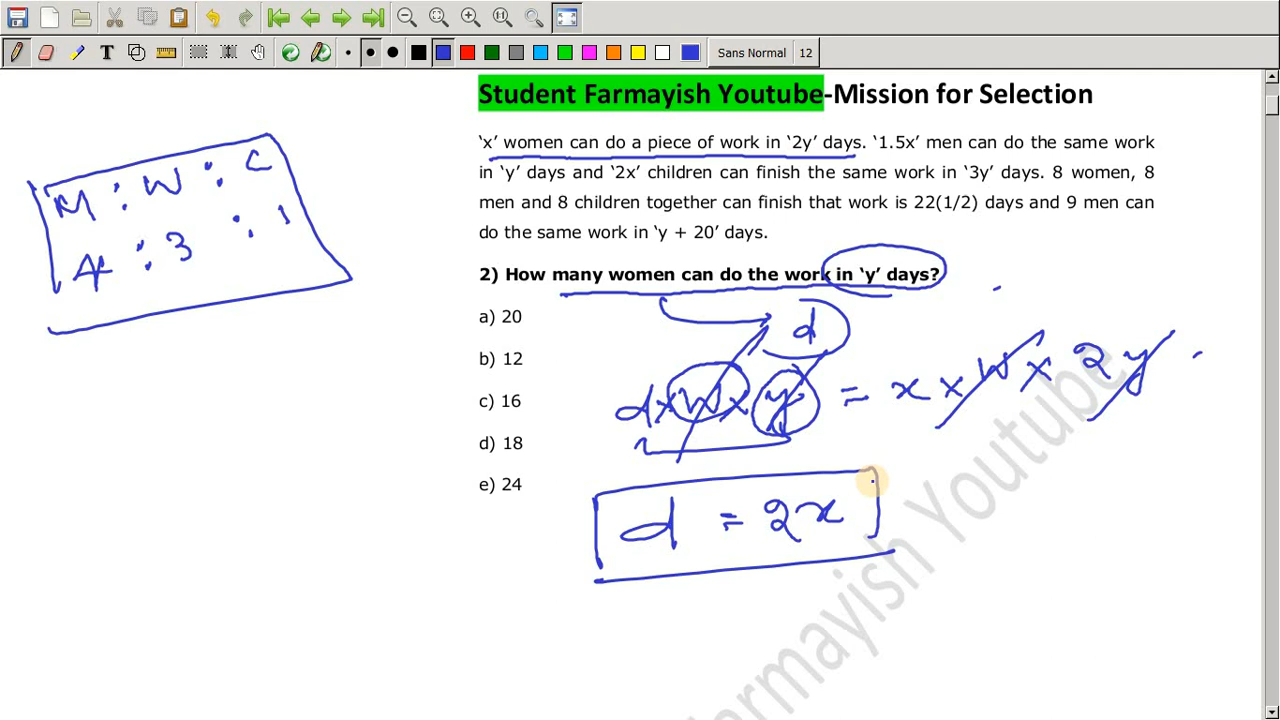 Sans Normal 12
Student Farmayish Youtube-Mission for Selection
‘x’ women can do a piece of work in ‘2y’ days. ‘1.5x’ men can do the same work
in ‘y’ days and ‘2x’ children can finish the same work in ‘3y’ days. 8 women, 8
men and 8 children together can finish that work is 22(1/2) days and 9 men can
do the same work in ‘y + 20’ days.
2) How many women can do the work in ‘y’ days?
a) 20
b) 12
c) 16
d) 18
e) 24
M : W : C
4 : 3 : 1
d
d×W×y = x×W×2y
d = 2x
Farmayish Youtube